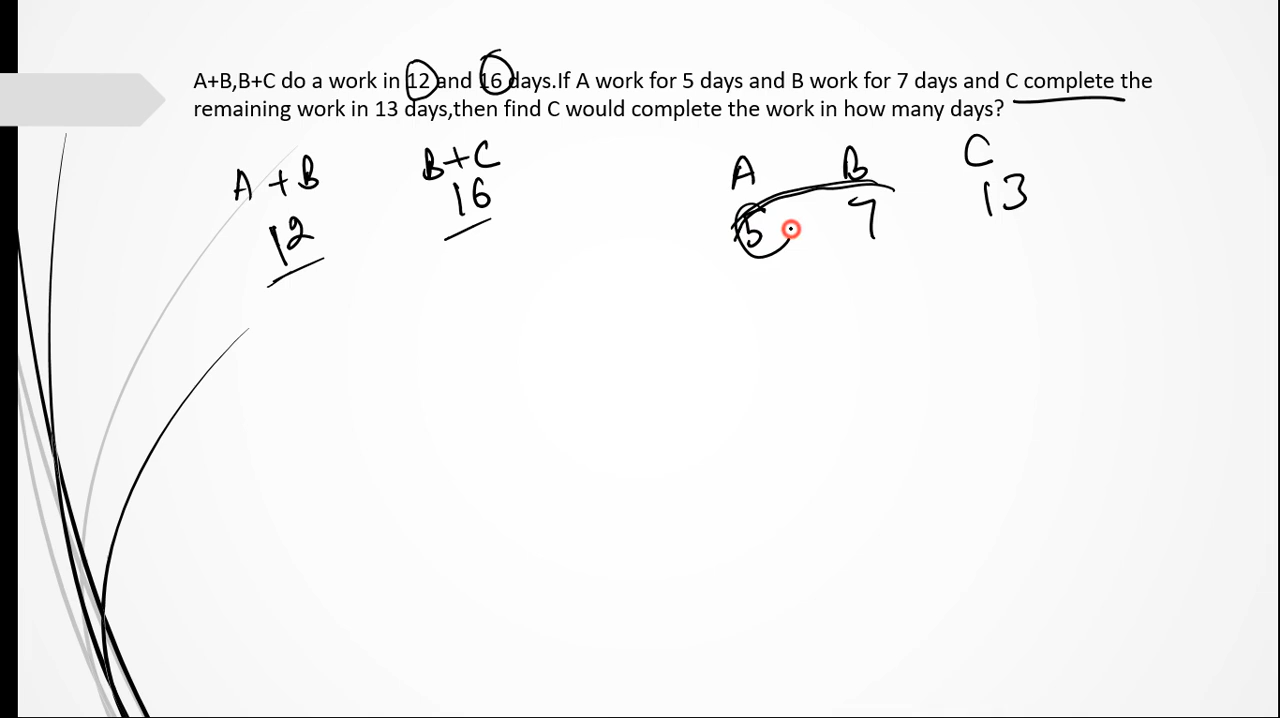 A+B,B+C do a work in 12 and 16 days.If A work for 5 days and B work for 7 days and C complete the
remaining work in 13 days,then find C would complete the work in how many days?
A + B B+C A B C
12 16 5 7 13